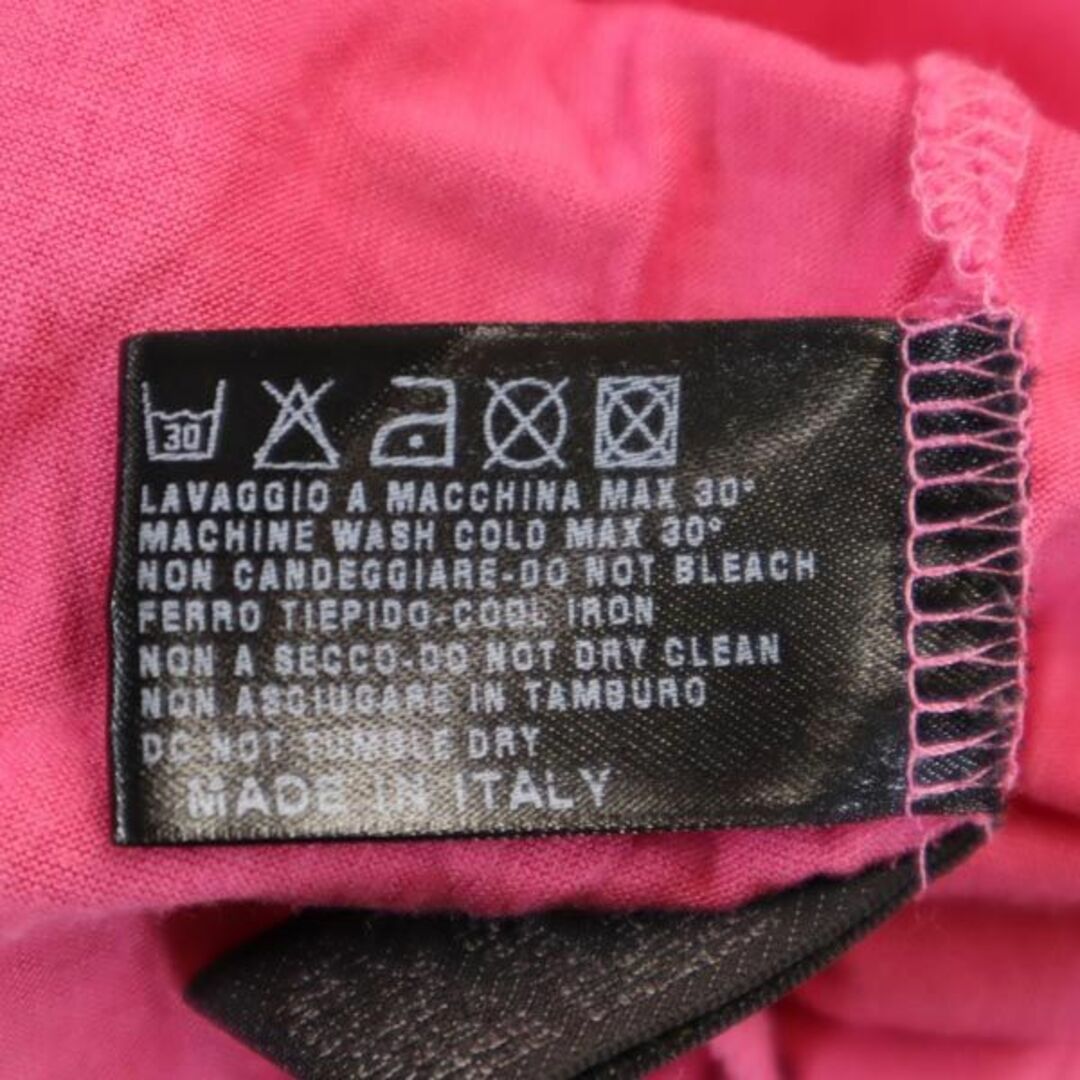 30
LAVAGGIO A MACCHINA MAX 30°
MACHINE WASH COLD MAX 30°
NON CANDEGGIARE-DO NOT BLEACH
FERRO TIEPIDO-COOL IRON
NON A SECCO-DO NOT DRY CLEAN
NON ASCIUGARE IN TAMBURO
DO NOT TUMBLE DRY
MADE IN ITALY